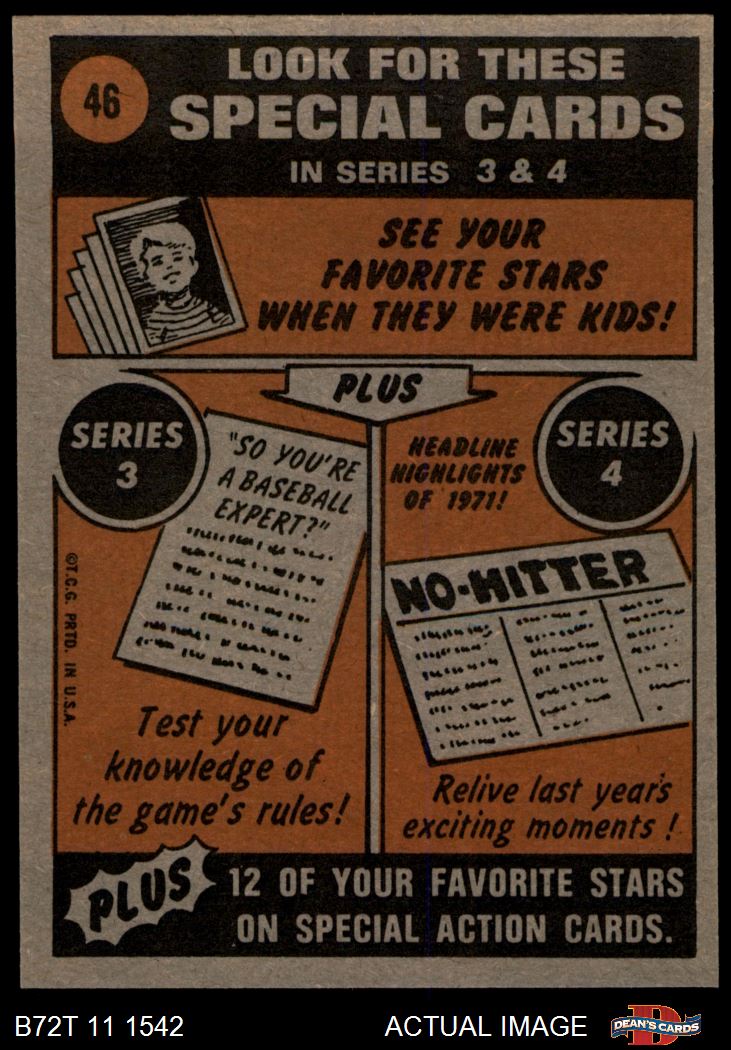 46
LOOK FOR THESE
SPECIAL CARDS
IN SERIES 3 & 4
SEE YOUR
FAVORITE STARS
WHEN THEY WERE KIDS!
PLUS
SERIES
3
"SO YOU'RE
A BASEBALL
EXPERT?"
Test your
knowledge of
the game's rules!
HEADLINE
HIGHLIGHTS
OF 1971!
SERIES
4
NO-HITTER
Relive last year's
exciting moments!
©T.C.G. PRTD. IN U.S.A.
PLUS
12 OF YOUR FAVORITE STARS
ON SPECIAL ACTION CARDS.
B72T 11 1542
ACTUAL IMAGE
D
DEAN'S CARDS